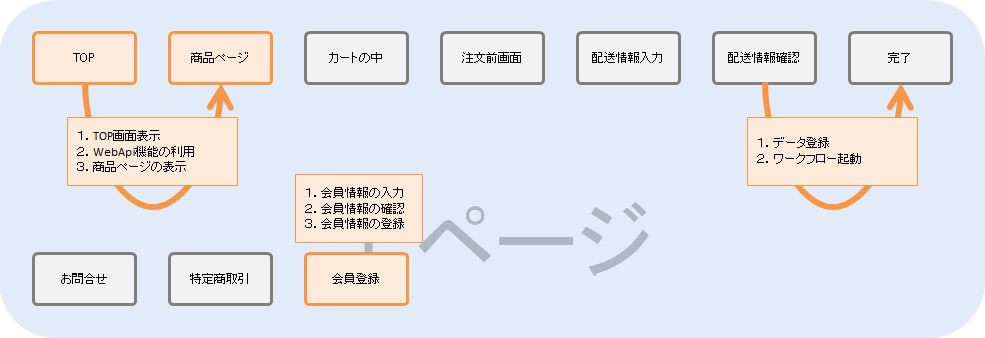 TOP
商品ページ
カートの中
注文前画面
配送情報入力
配送情報確認
完了
1. TOP画面表示
2. WebApi機能の利用
3. 商品ページの表示
1. データ登録
2. ワークフロー起動
1. 会員情報の入力
2. 会員情報の確認
3. 会員情報の登録
ページ
お問合せ
特定商取引
会員登録